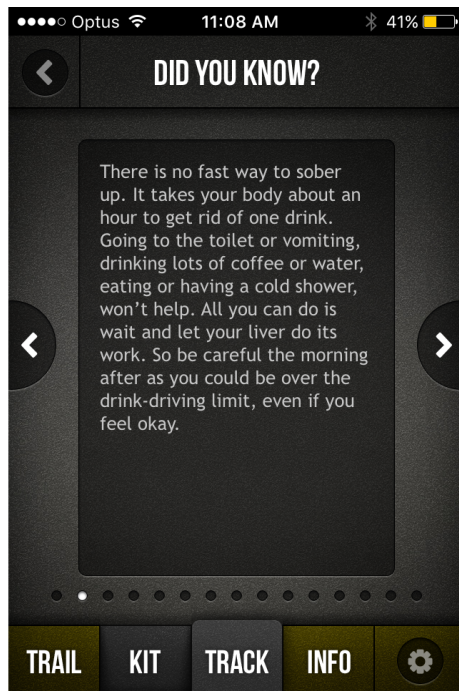 Optus 11:08 AM 41%
DID YOU KNOW?
There is no fast way to sober
up. It takes your body about an
hour to get rid of one drink.
Going to the toilet or vomiting,
drinking lots of coffee or water,
eating or having a cold shower,
won't help. All you can do is
wait and let your liver do its
work. So be careful the morning
after as you could be over the
drink-driving limit, even if you
feel okay.
TRAIL KIT TRACK INFO